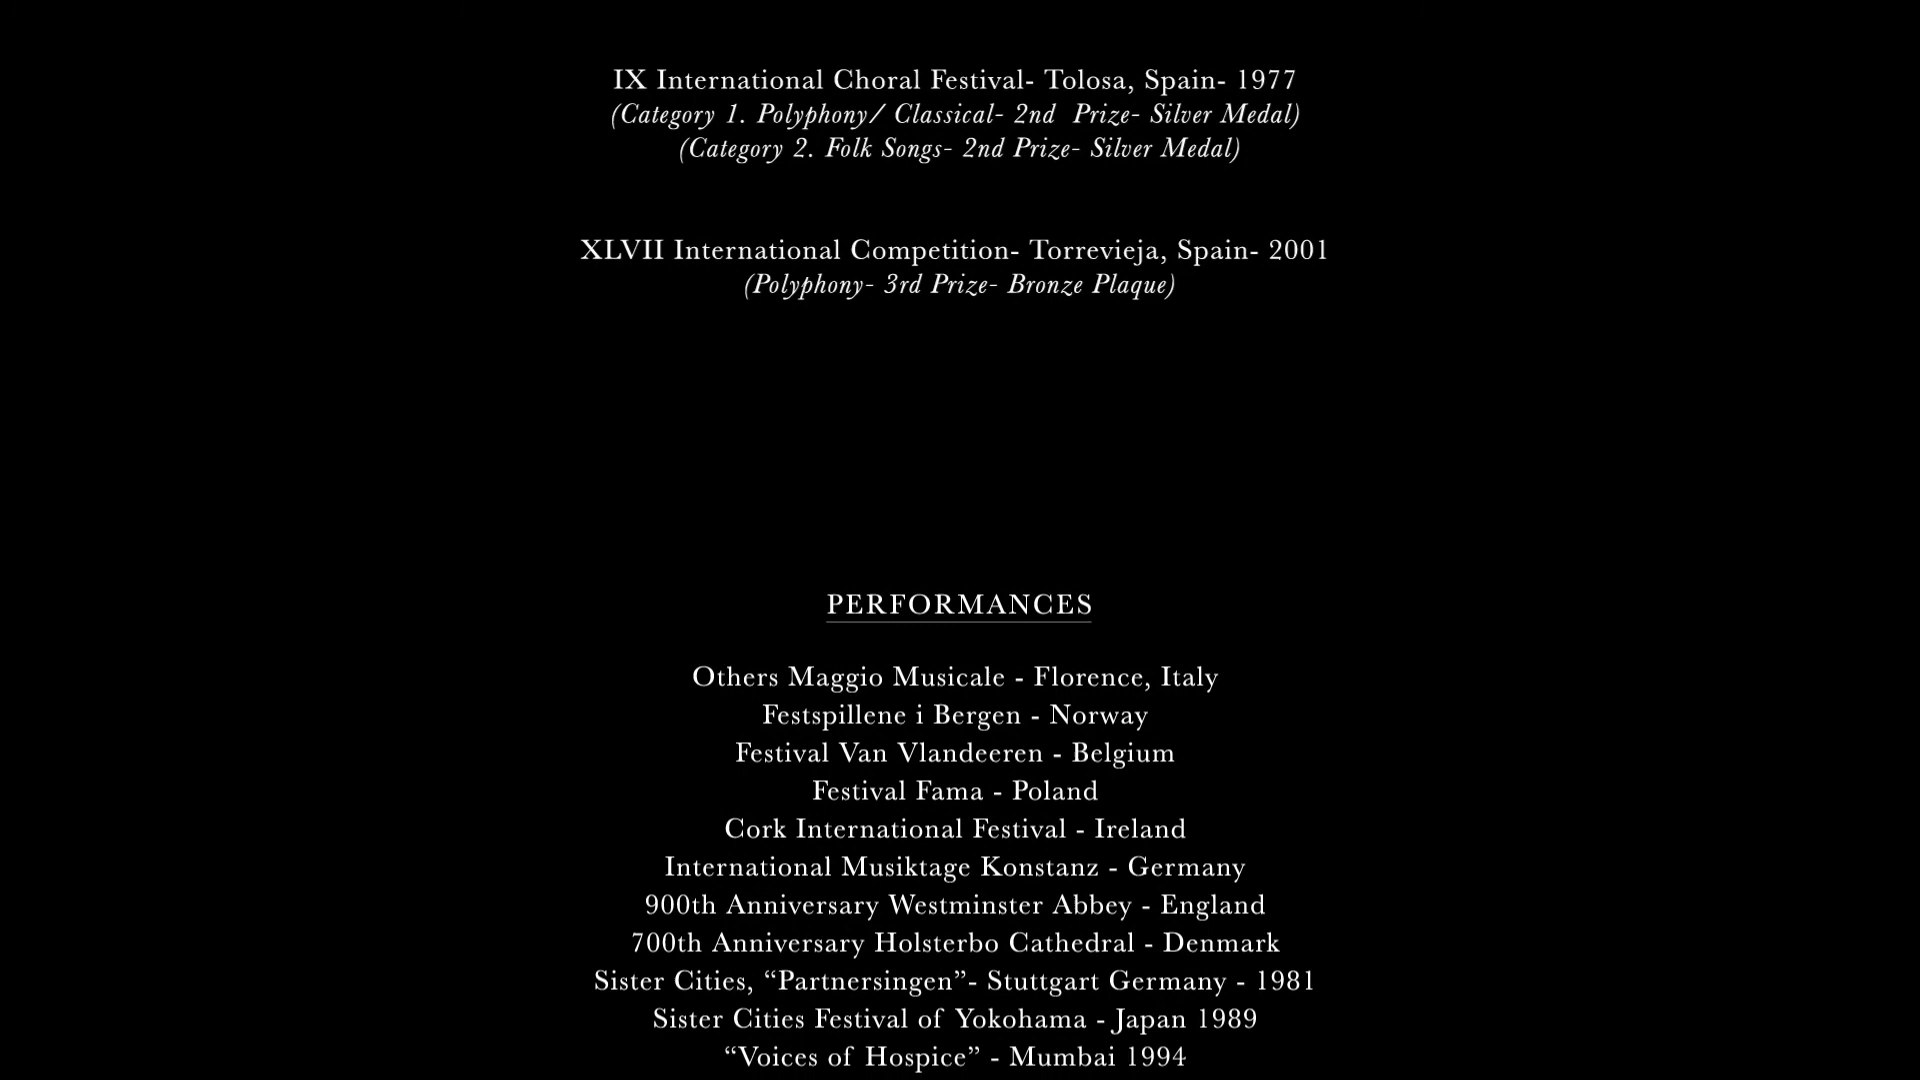 IX International Choral Festival- Tolosa, Spain- 1977
(Category 1. Polyphony/ Classical- 2nd  Prize- Silver Medal)
(Category 2. Folk Songs- 2nd Prize- Silver Medal)
XLVII International Competition- Torrevieja, Spain- 2001
(Polyphony- 3rd Prize- Bronze Plaque)
PERFORMANCES
Others Maggio Musicale - Florence, Italy
Festspillene i Bergen - Norway
Festival Van Vlandeeren - Belgium
Festival Fama - Poland
Cork International Festival - Ireland
International Musiktage Konstanz - Germany
900th Anniversary Westminster Abbey - England
700th Anniversary Holsterbo Cathedral - Denmark
Sister Cities, “Partnersingen”- Stuttgart Germany - 1981
Sister Cities Festival of Yokohama - Japan 1989
“Voices of Hospice” - Mumbai 1994